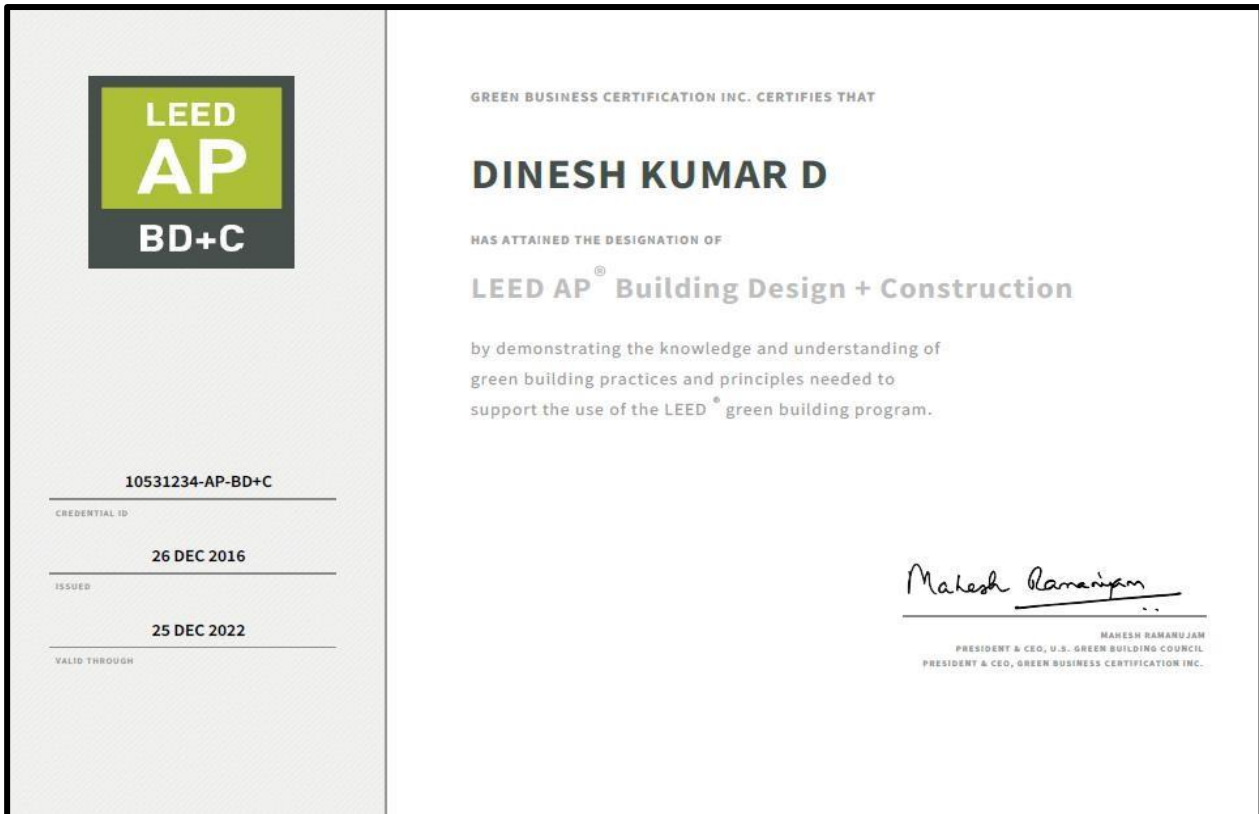 LEED
AP
BD+C
10531234-AP-BD+C
CREDENTIAL ID
26 DEC 2016
ISSUED
25 DEC 2022
VALID THROUGH
GREEN BUSINESS CERTIFICATION INC. CERTIFIES THAT
DINESH KUMAR D
HAS ATTAINED THE DESIGNATION OF
LEED AP® Building Design + Construction
by demonstrating the knowledge and understanding of
green building practices and principles needed to
support the use of the LEED ® green building program.
Mahesh Ramanujam
MAHESH RAMANUJAM
PRESIDENT & CEO, U.S. GREEN BUILDING COUNCIL
PRESIDENT & CEO, GREEN BUSINESS CERTIFICATION INC.